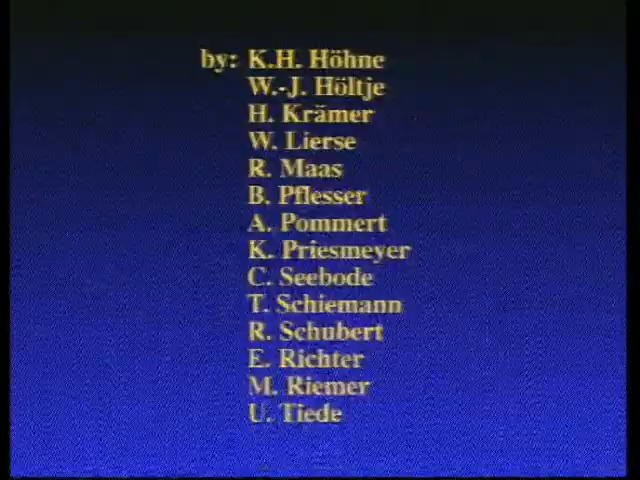 by: K.H. Höhne
W.-J. Höltje
H. Krämer
W. Lierse
R. Maas
B. Pflesser
A. Pommert
K. Priesmeyer
C. Seebode
T. Schiemann
R. Schubert
E. Richter
M. Riemer
U. Tiede